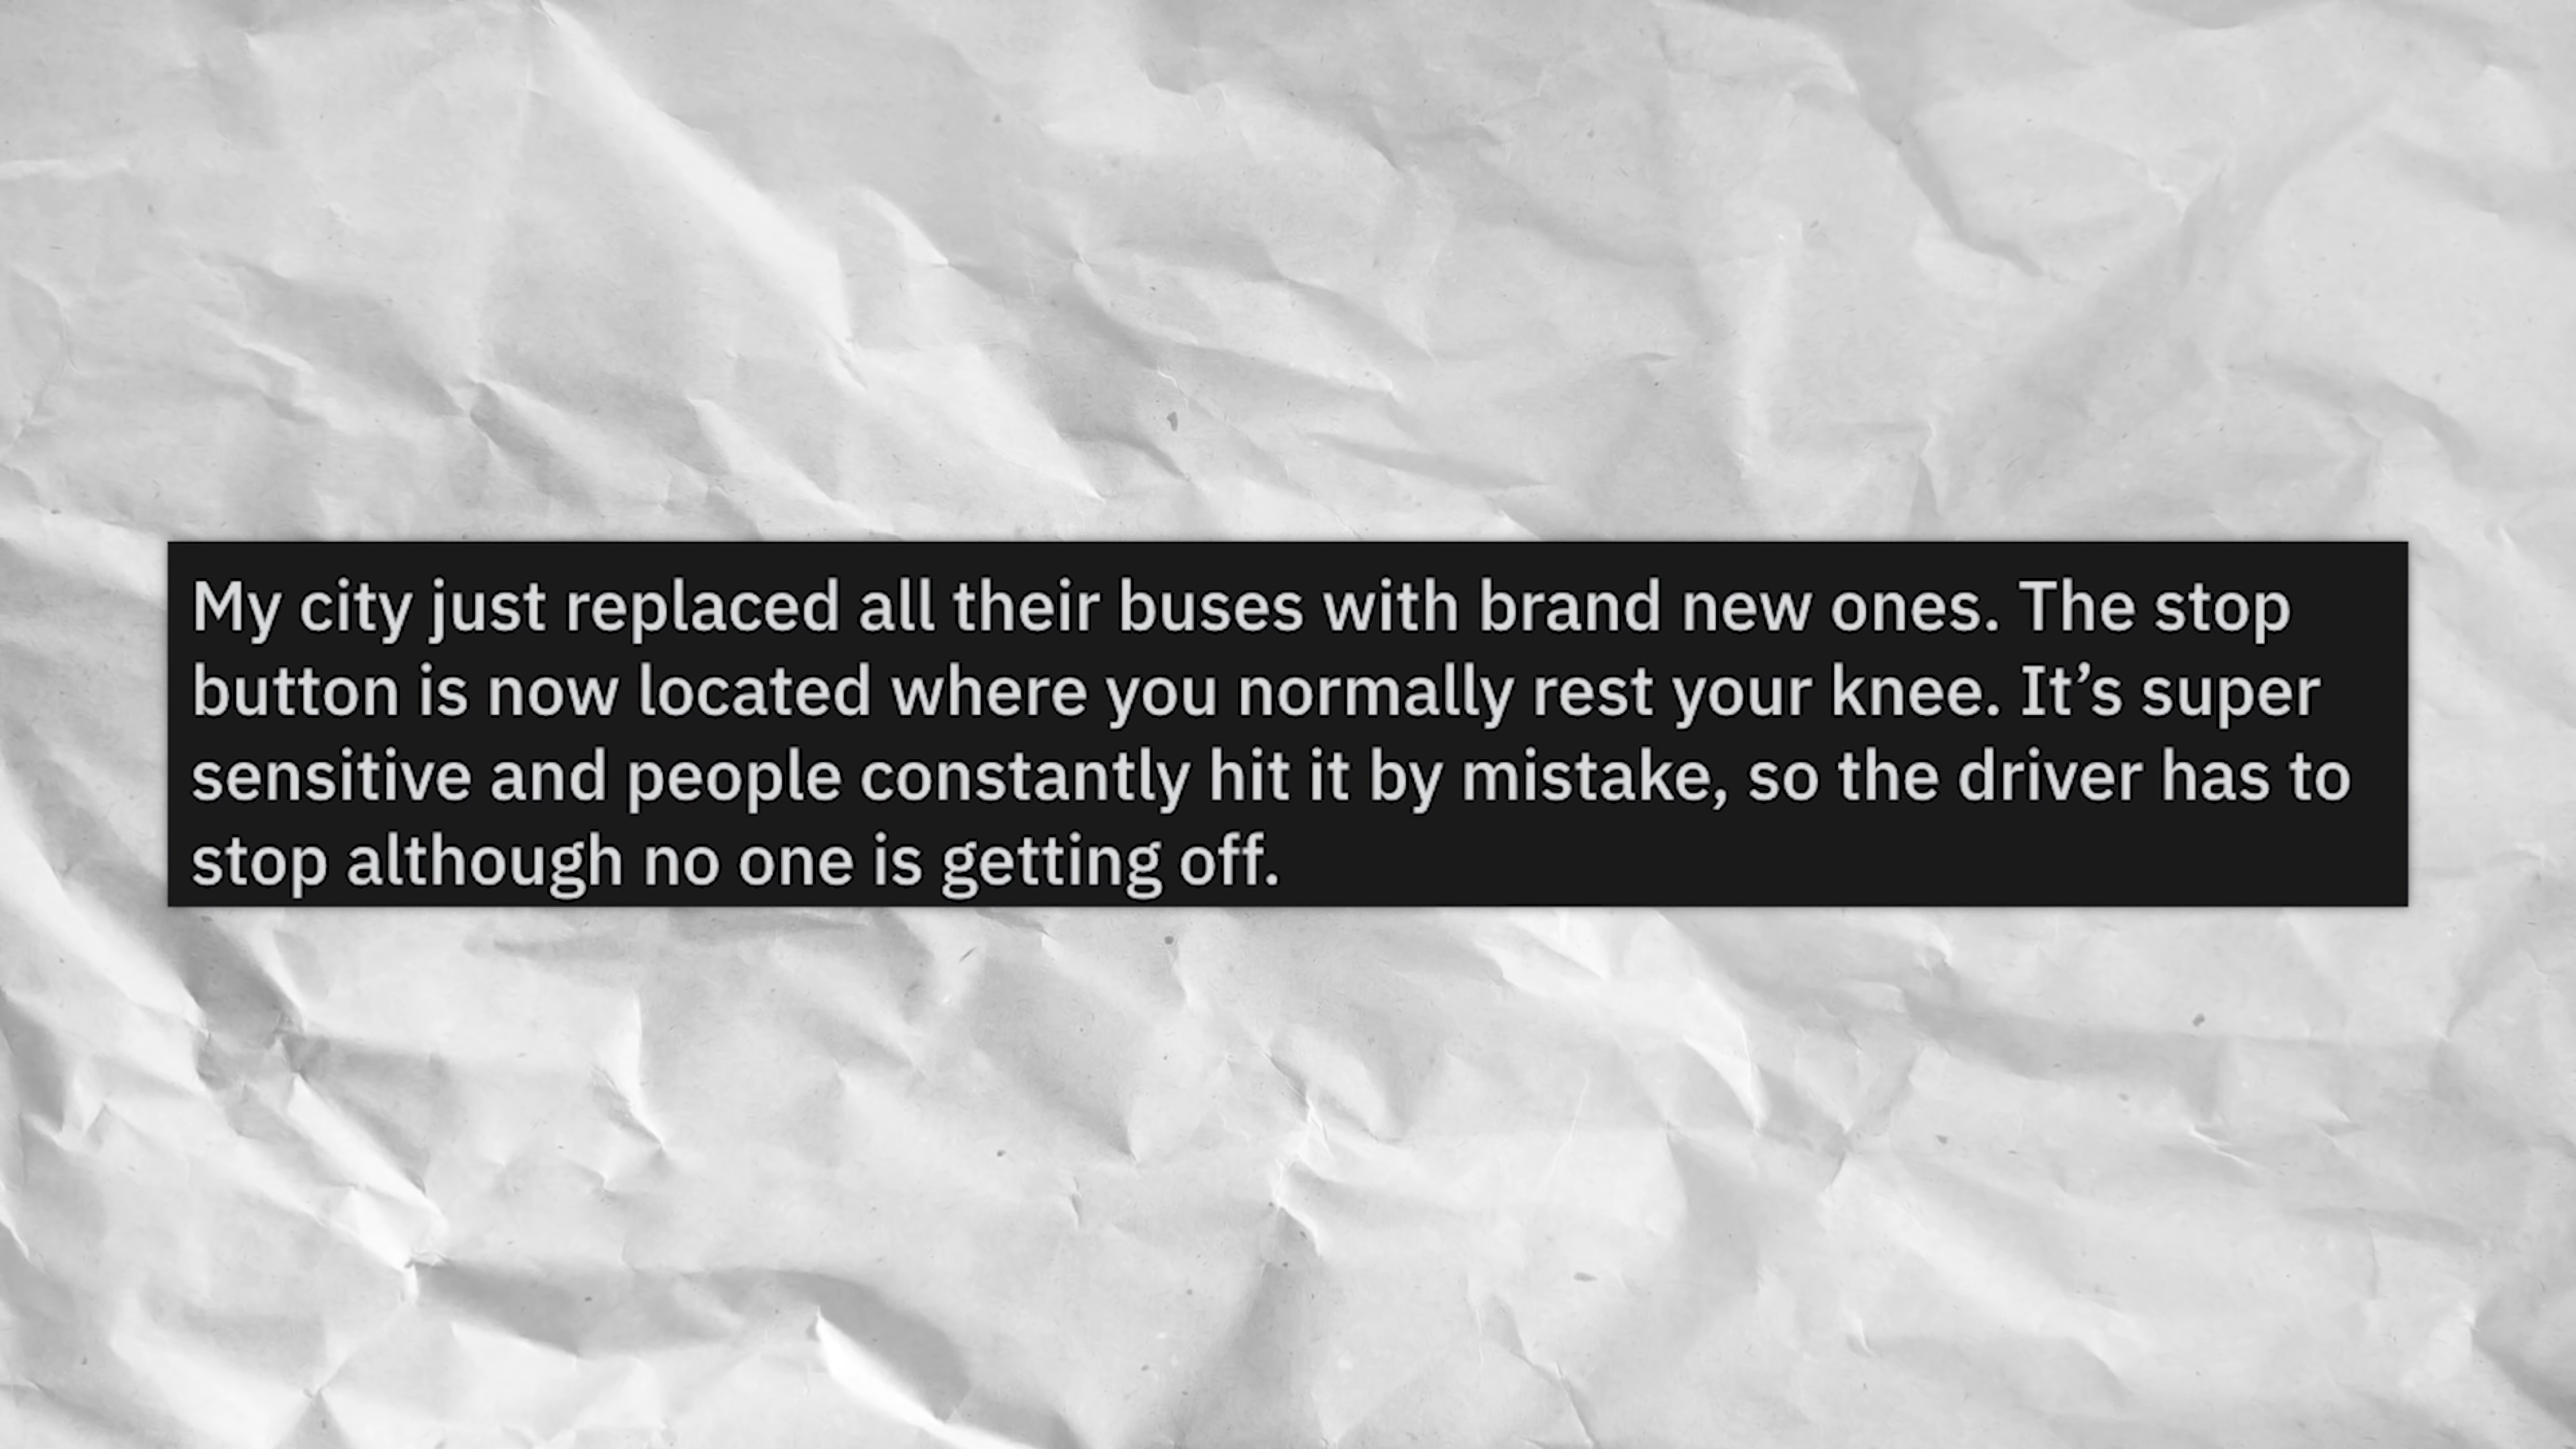 My city just replaced all their buses with brand new ones. The stop
button is now located where you normally rest your knee. It’s super
sensitive and people constantly hit it by mistake, so the driver has to
stop although no one is getting off.